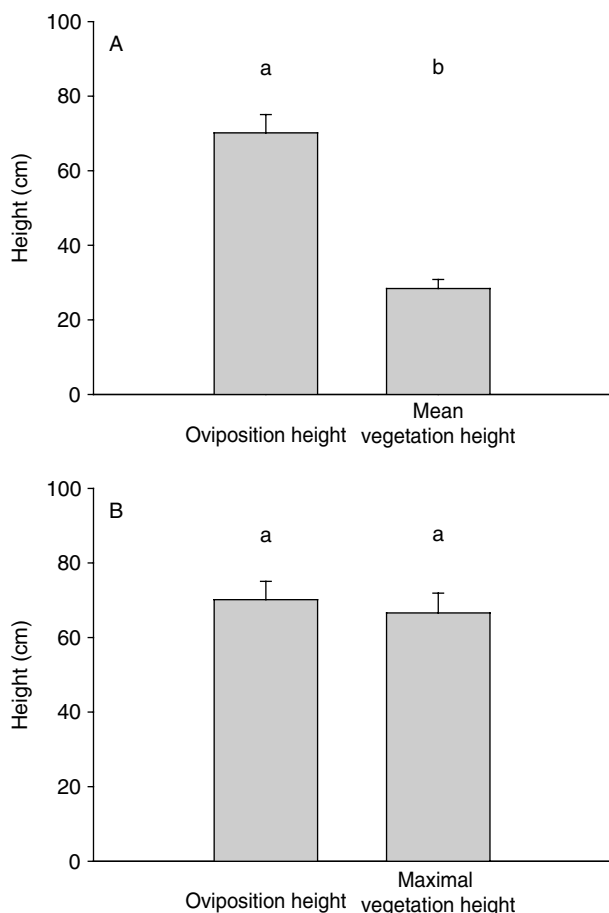 A
100
80
60
40
20
0
Height (cm)
a
b
Oviposition height
Mean
vegetation height
B
100
80
60
40
20
0
Height (cm)
a
a
Oviposition height
Maximal
vegetation height